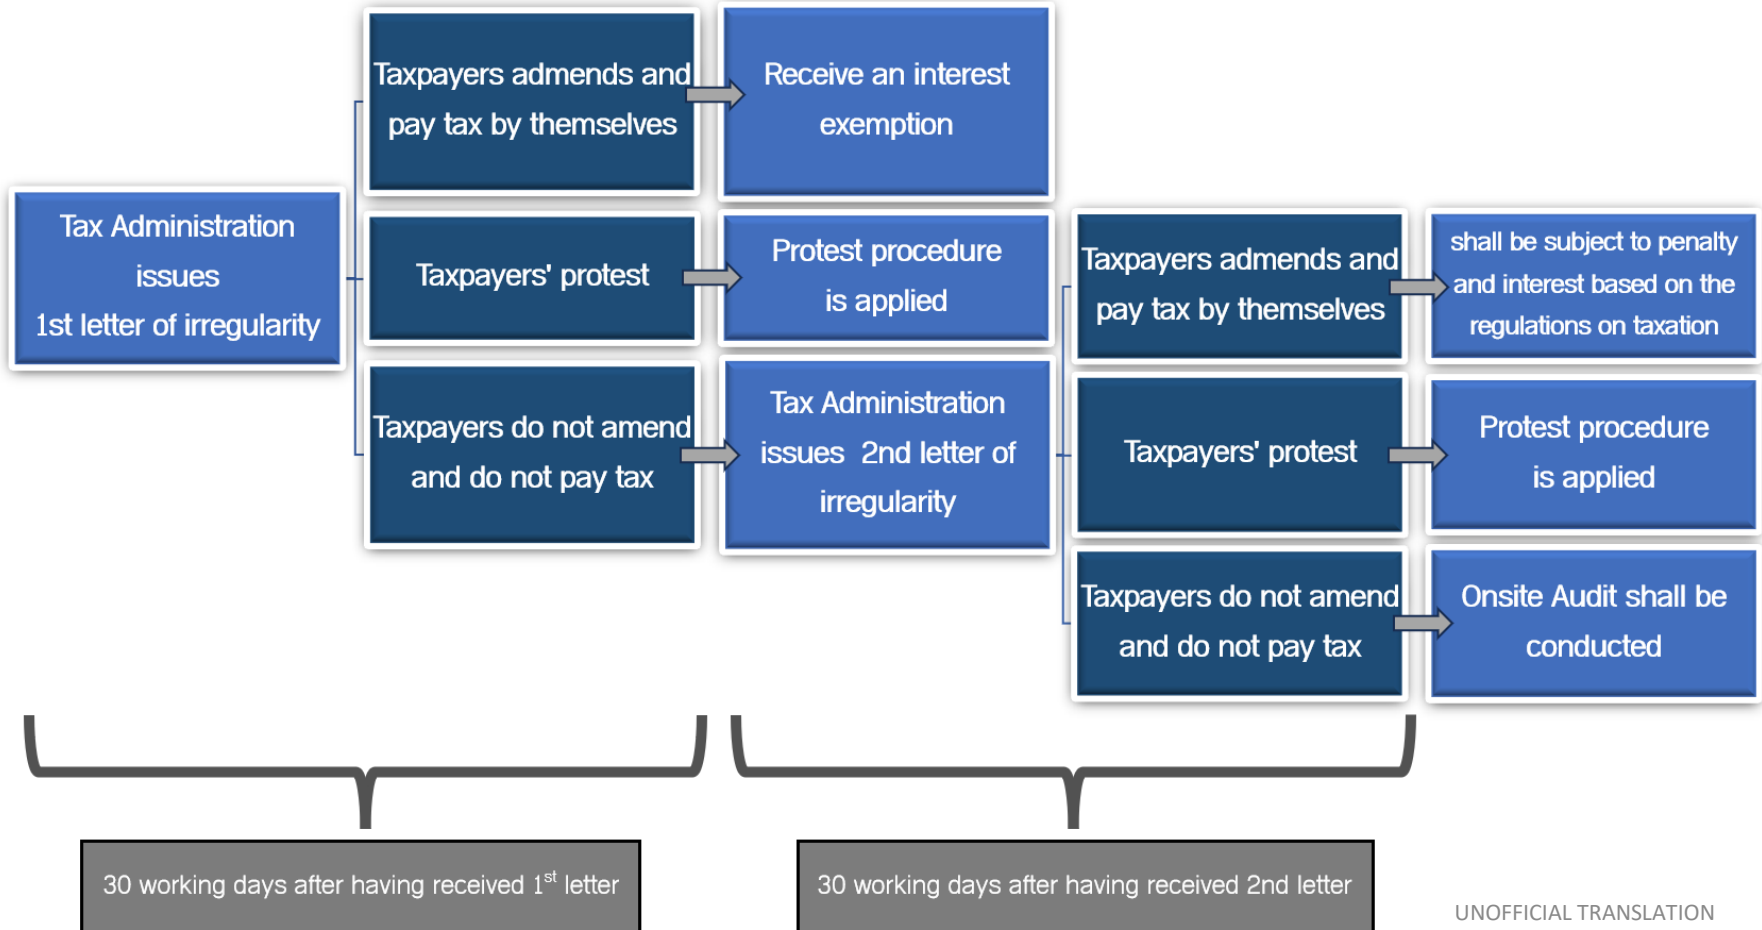 Tax Administration
issues
1st letter of irregularity
Taxpayers admends and
pay tax by themselves
Receive an interest
exemption
Taxpayers' protest
Protest procedure
is applied
Taxpayers do not amend
and do not pay tax
Tax Administration
issues 2nd letter of
irregularity
Taxpayers admends and
pay tax by themselves
shall be subject to penalty
and interest based on the
regulations on taxation
Taxpayers' protest
Protest procedure
is applied
Taxpayers do not amend
and do not pay tax
Onsite Audit shall be
conducted
30 working days after having received 1st letter
30 working days after having received 2nd letter
UNOFFICIAL TRANSLATION